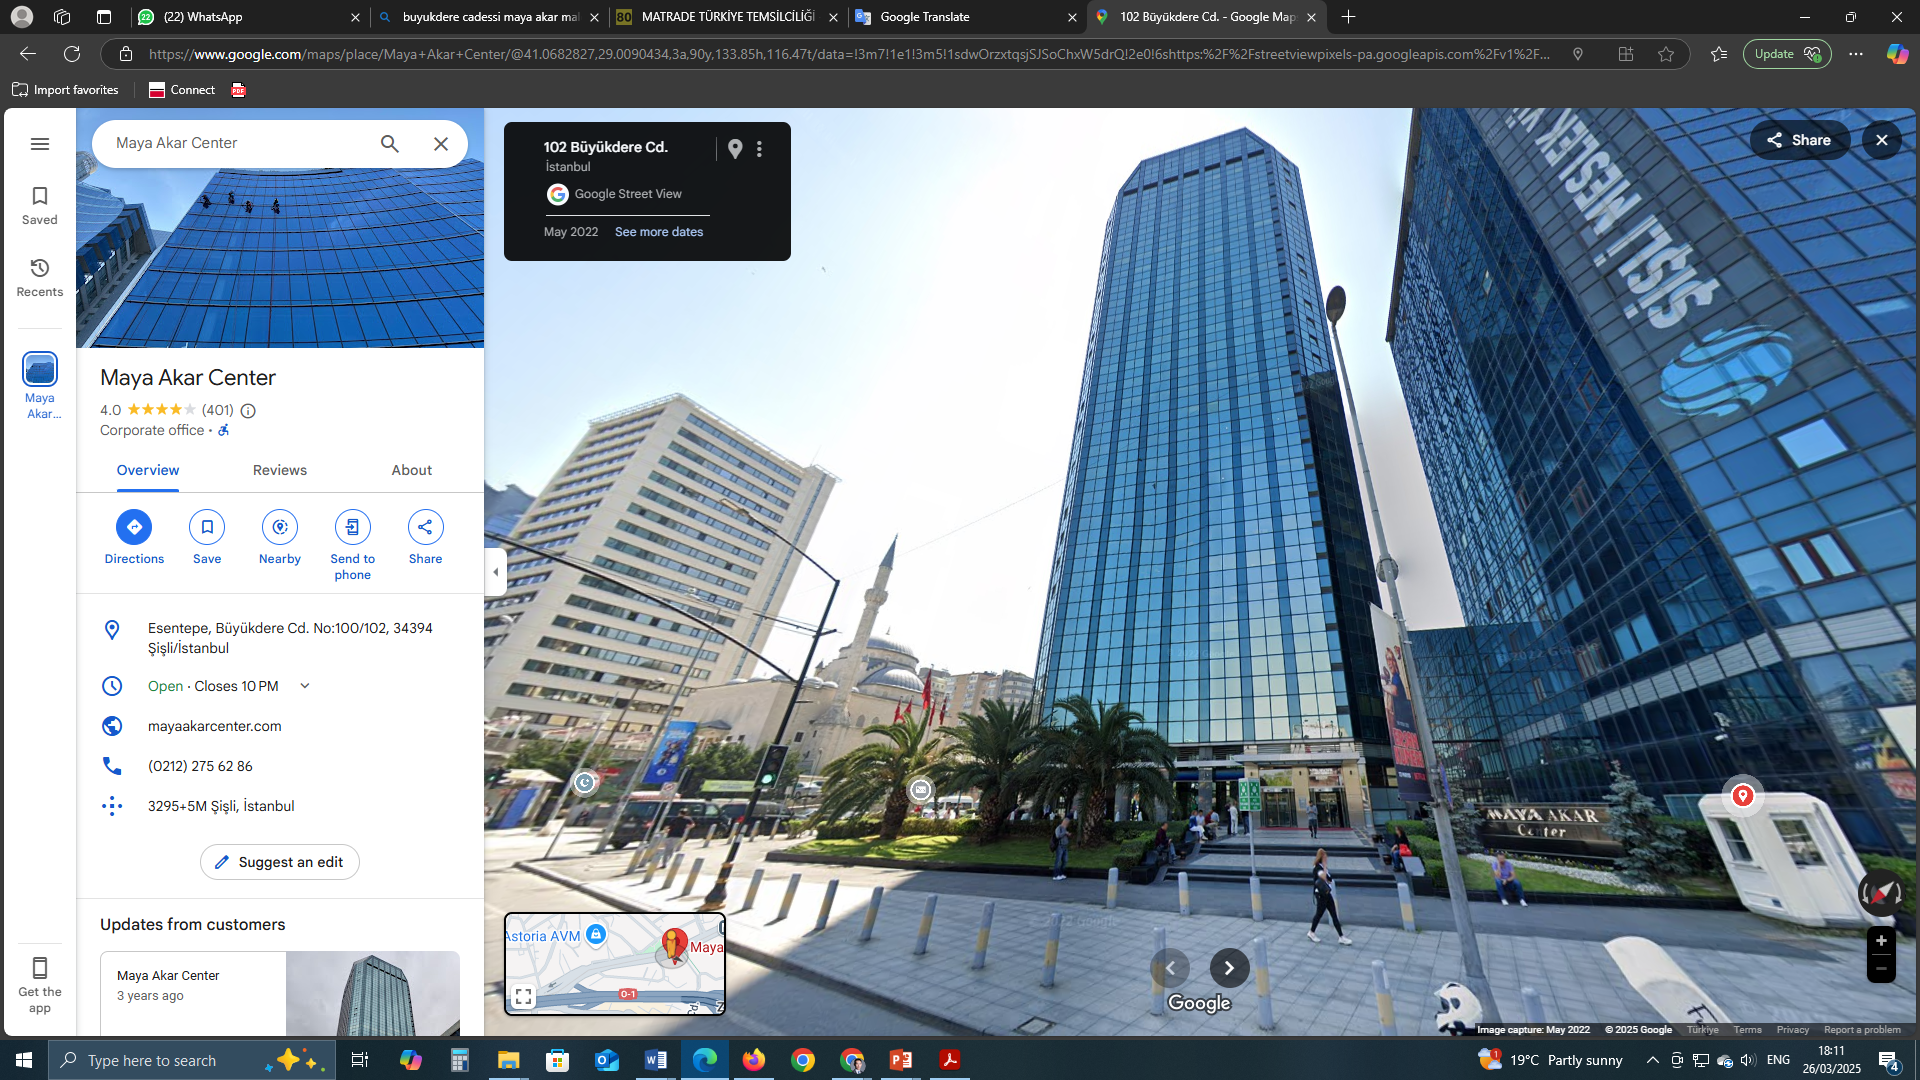 (22) WhatsApp
buyukdere cadessi maya akar mal
MATRADE TÜRKİYE TEMSİLCİLİĞİ
Google Translate
102 Büyükdere Cd. - Google Map
https://www.google.com/maps/place/Maya+Akar+Center/@41.0682827,29.0090434,3a,90y,133.85h,116.47t/data=!3m7!1e1!3m5!1sdwOrzxtqsjSJSoChxW5drQ!2e0!6shttps:%2F%2Fstreetviewpixels-pa.googleapis.com%2Fv1%2F...
Update
Import favorites
Connect
Maya Akar Center
Saved
Recents
Maya
Akar...
Get the
app
Maya Akar Center
4.0 (401)
Corporate office
Overview
Reviews
About
Directions
Save
Nearby
Send to
phone
Share
Esentepe, Büyükdere Cd. No:100/102, 34394
Şişli/İstanbul
Open · Closes 10 PM
mayaakarcenter.com
(0212) 275 62 86
3295+5M Şişli, İstanbul
Suggest an edit
Updates from customers
Maya Akar Center
3 years ago
102 Büyükdere Cd.
İstanbul
Google Street View
May 2022 See more dates
Share
ŞİŞLİ MESLEK
MAYA AKAR
Center
Astoria AVM
Maya
O-1
Google
Image capture: May 2022 © 2025 Google Türkiye Terms Privacy Report a problem
Type here to search
19°C Partly sunny
ENG
18:11
26/03/2025
4